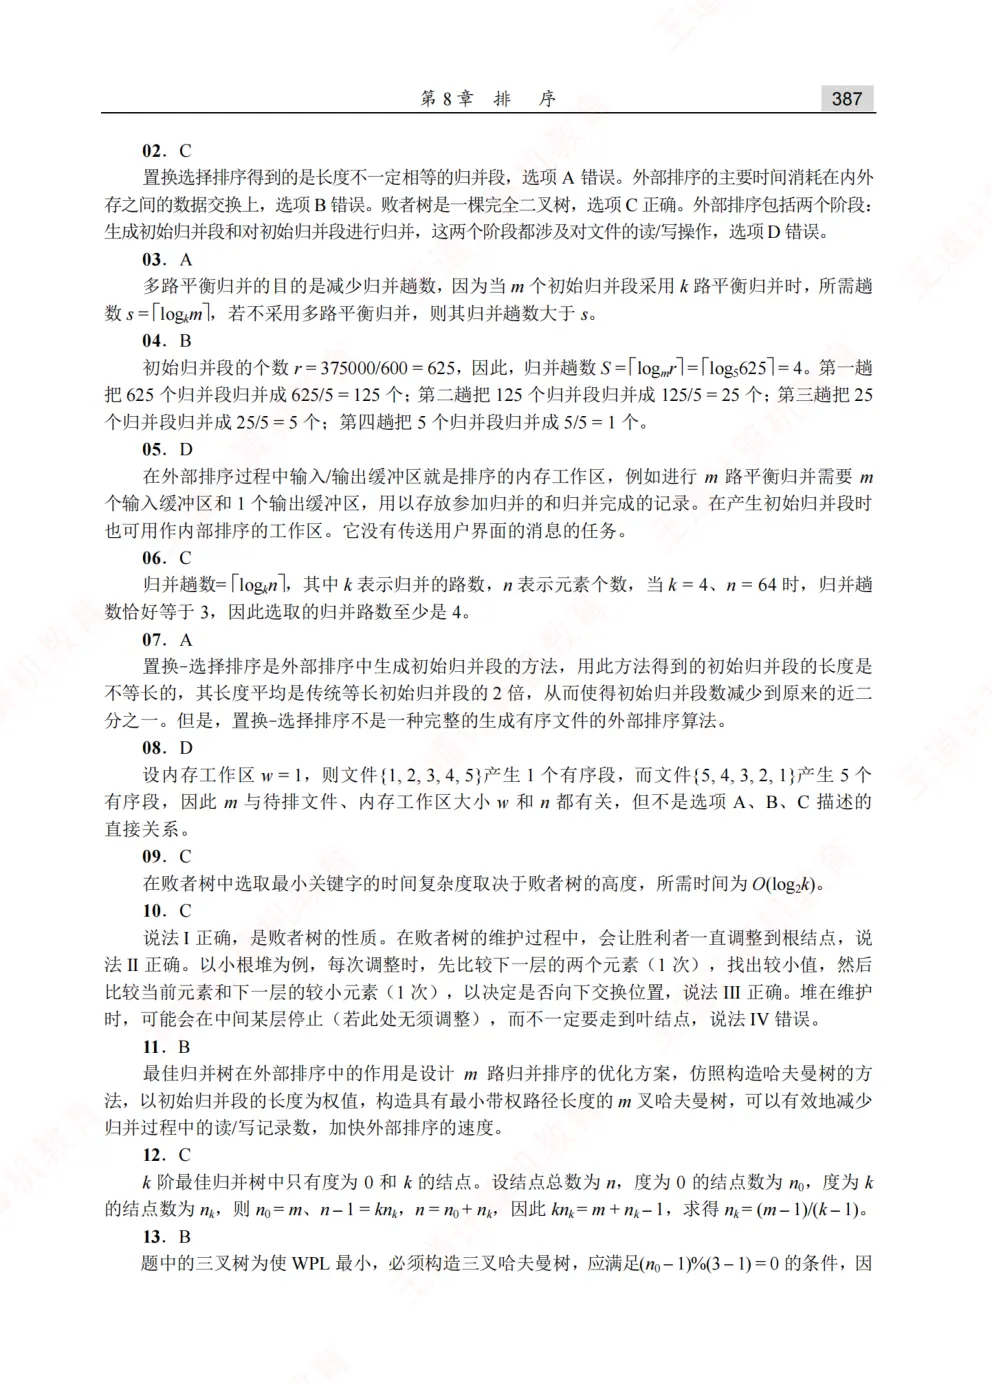 第 8 章　排　序　387
02．C
置换选择排序得到的是长度不一定相等的归并段，选项 A 错误。外部排序的主要时间消耗在内外
存之间的数据交换上，选项 B 错误。败者树是一棵完全二叉树，选项 C 正确。外部排序包括两个阶段：
生成初始归并段和对初始归并段进行归并，这两个阶段都涉及对文件的读/写操作，选项 D 错误。
03．A
多路平衡归并的目的是减少归并趟数，因为当 m 个初始归并段采用 k 路平衡归并时，所需趟
数 s =⌈logₖm⌉，若不采用多路平衡归并，则其归并趟数大于 s。
04．B
初始归并段的个数 r = 375000/600 = 625，因此，归并趟数 S =⌈logₘr⌉=⌈log₅625⌉= 4。第一趟
把 625 个归并段归并成 625/5 = 125 个；第二趟把 125 个归并段归并成 125/5 = 25 个；第三趟把 25
个归并段归并成 25/5 = 5 个；第四趟把 5 个归并段归并成 5/5 = 1 个。
05．D
在外部排序过程中输入/输出缓冲区就是排序的内存工作区，例如进行 m 路平衡归并需要 m
个输入缓冲区和 1 个输出缓冲区，用以存放参加归并的和归并完成的记录。在产生初始归并段时
也可用作内部排序的工作区。它没有传送用户界面的消息的任务。
06．C
归并趟数=⌈logₖn⌉，其中 k 表示归并的路数，n 表示元素个数，当 k = 4、n = 64 时，归并趟
数恰好等于 3，因此选取的归并路数至少是 4。
07．A
置换–选择排序是外部排序中生成初始归并段的方法，用此方法得到的初始归并段的长度是
不等长的，其长度平均是传统等长初始归并段的 2 倍，从而使得初始归并段数减少到原来的近二
分之一。但是，置换–选择排序不是一种完整的生成有序文件的外部排序算法。
08．D
设内存工作区 w = 1，则文件{1, 2, 3, 4, 5}产生 1 个有序段，而文件{5, 4, 3, 2, 1}产生 5 个
有序段，因此 m 与待排文件、内存工作区大小 w 和 n 都有关，但不是选项 A、B、C 描述的
直接关系。
09．C
在败者树中选取最小关键字的时间复杂度取决于败者树的高度，所需时间为 O(log₂k)。
10．C
说法 I 正确，是败者树的性质。在败者树的维护过程中，会让胜利者一直调整到根结点，说
法 II 正确。以小根堆为例，每次调整时，先比较下一层的两个元素（1 次），找出较小值，然后
比较当前元素和下一层的较小元素（1 次），以决定是否向下交换位置，说法 III 正确。堆在维护
时，可能会在中间某层停止（若此处无须调整），而不一定要走到叶结点，说法 IV 错误。
11．B
最佳归并树在外部排序中的作用是设计 m 路归并排序的优化方案，仿照构造哈夫曼树的方
法，以初始归并段的长度为权值，构造具有最小带权路径长度的 m 叉哈夫曼树，可以有效地减少
归并过程中的读/写记录数，加快外部排序的速度。
12．C
k 阶最佳归并树中只有度为 0 和 k 的结点。设结点总数为 n，度为 0 的结点数为 n₀，度为 k
的结点数为 nₖ，则 n₀ = m、n – 1 = knₖ，n = n₀ + nₖ，因此 knₖ = m + nₖ – 1，求得 nₖ = (m – 1)/(k – 1)。
13．B
题中的三叉树为使 WPL 最小，必须构造三叉哈夫曼树，应满足(n₀ – 1)%(3 – 1) = 0 的条件，因